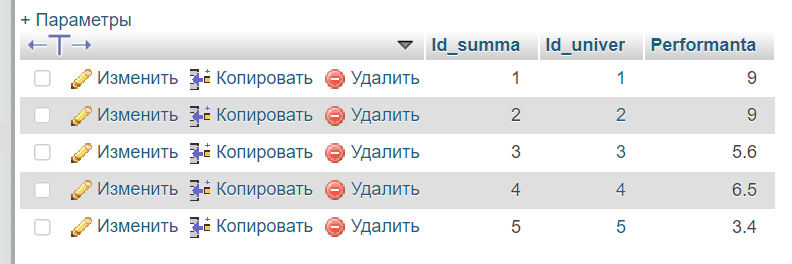 + Параметры
Id_summa Id_univer Performanta
Изменить Копировать Удалить 1 1 9
Изменить Копировать Удалить 2 2 9
Изменить Копировать Удалить 3 3 5.6
Изменить Копировать Удалить 4 4 6.5
Изменить Копировать Удалить 5 5 3.4